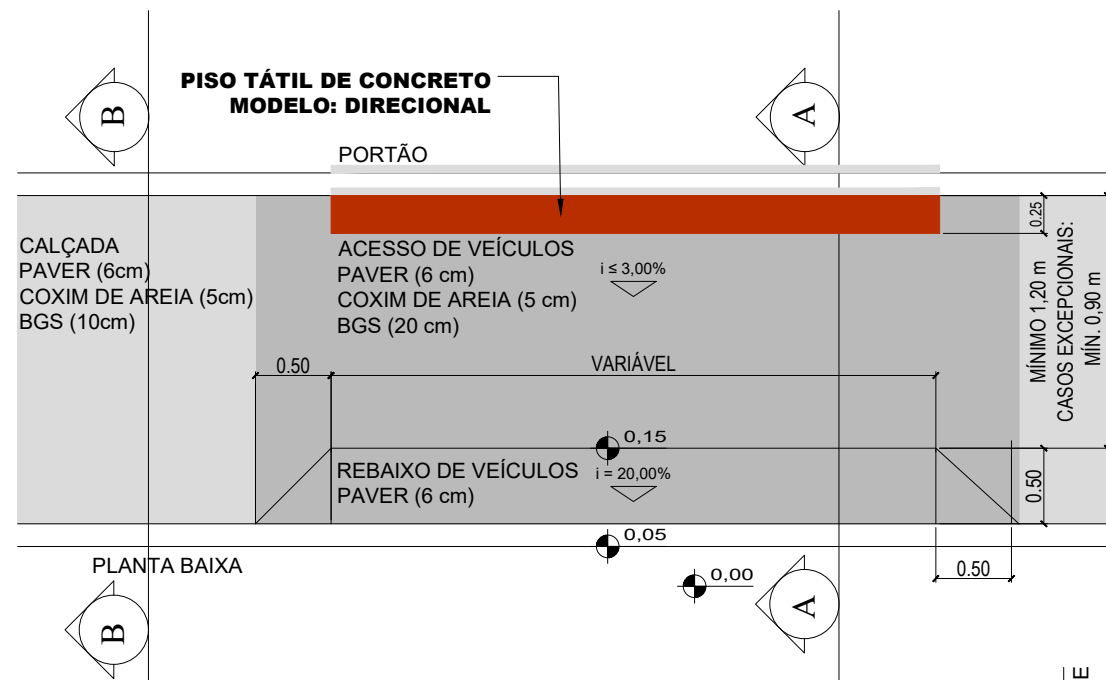 PISO TÁTIL DE CONCRETO
MODELO: DIRECIONAL
B
A
PORTÃO
CALÇADA
PAVER (6cm)
COXIM DE AREIA (5cm)
BGS (10cm)
ACESSO DE VEÍCULOS
PAVER (6 cm)
COXIM DE AREIA (5 cm)
BGS (20 cm)
i ≤ 3,00%
0.25
MÍNIMO 1,20 m
CASOS EXCEPCIONAIS:
MÍN. 0,90 m
0.50
VARIÁVEL
0,15
REBAIXO DE VEÍCULOS
PAVER (6 cm)
i = 20,00%
0.50
0,05
PLANTA BAIXA
0,00
0.50
B
A
E